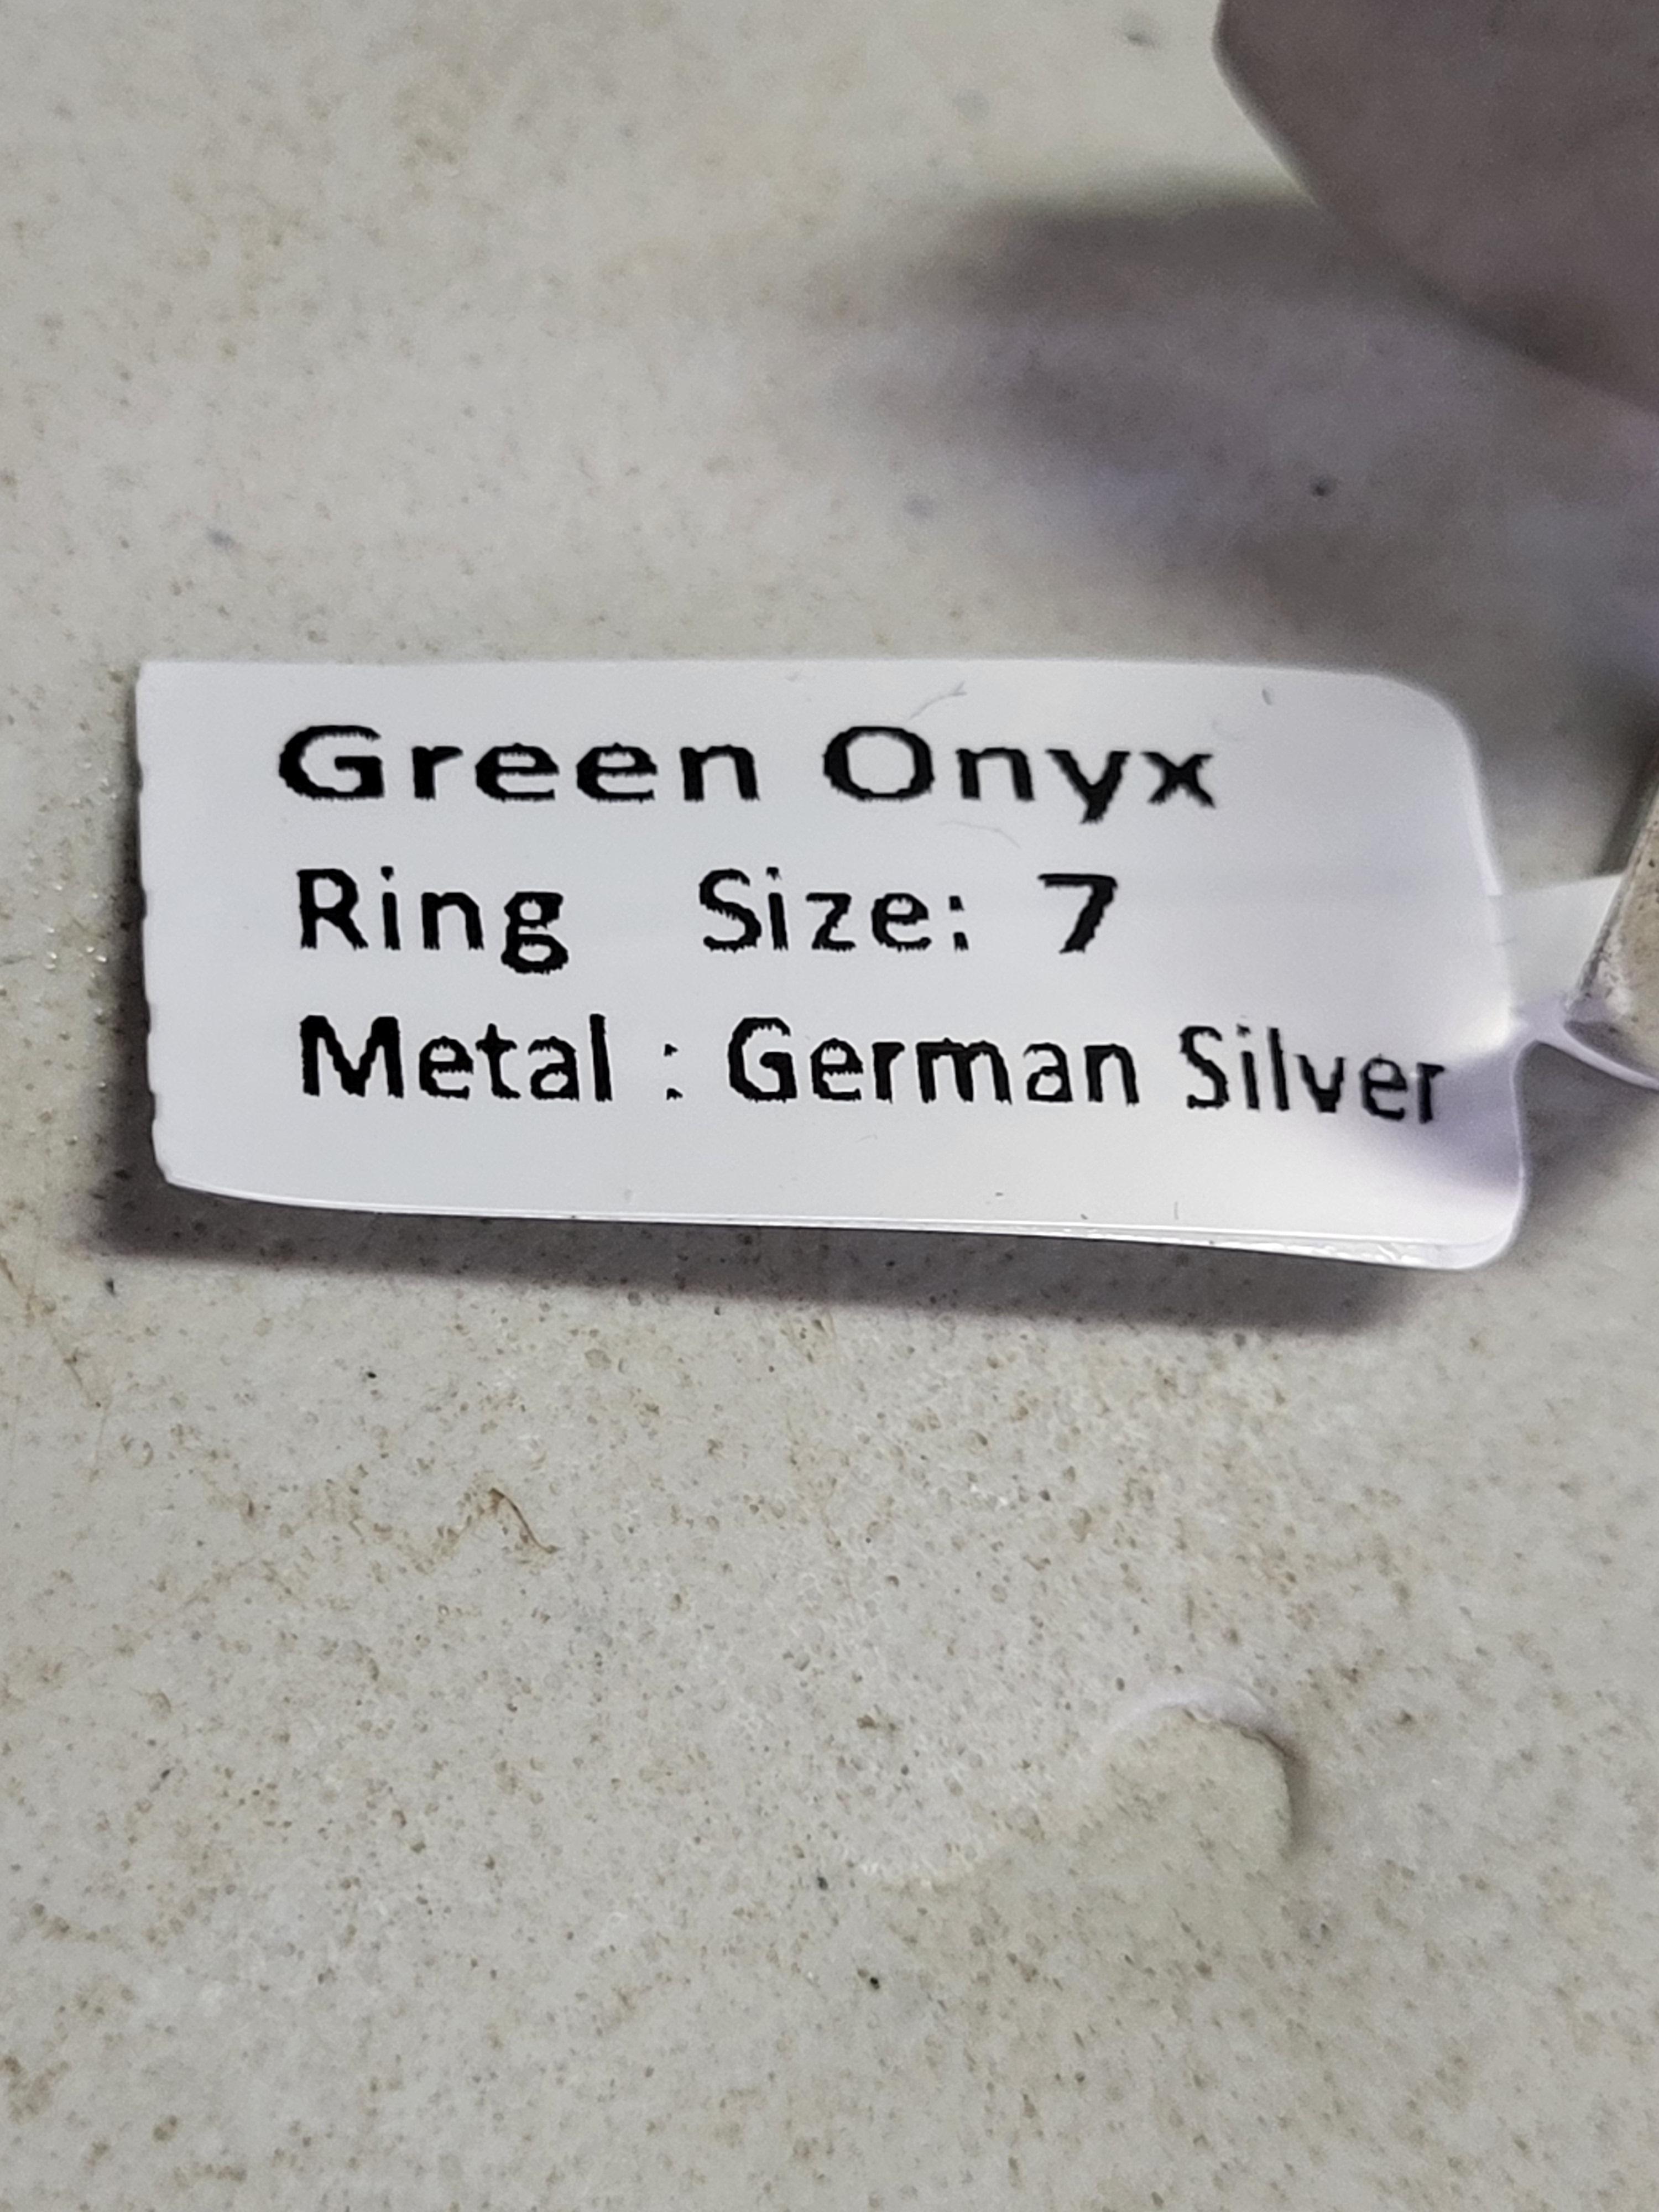 Green Onyx
Ring Size: 7
Metal : German Silver